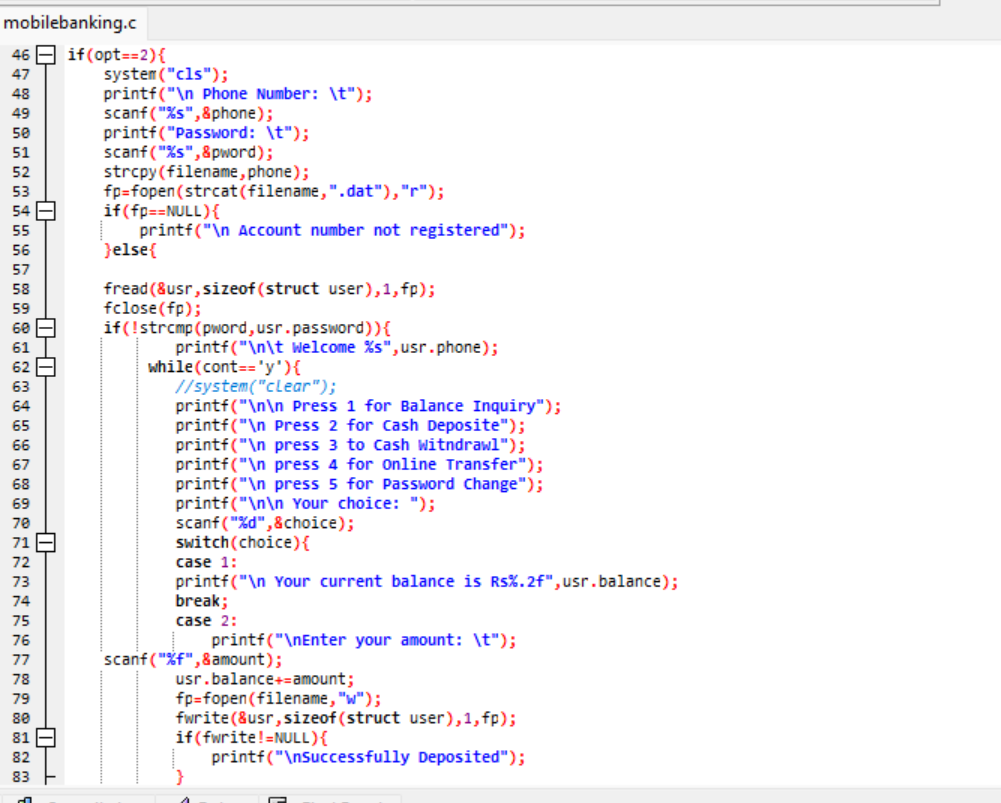 mobilebanking.c
46 if(opt==2){
47 system("cls");
48 printf("\n Phone Number: \t");
49 scanf("%s",&phone);
50 printf("Password: \t");
51 scanf("%s",&pword);
52 strcpy(filename,phone);
53 fp=fopen(strcat(filename,".dat"),"r");
54 if(fp==NULL){
55 printf("\n Account number not registered");
56 }else{
57
58 fread(&usr,sizeof(struct user),1,fp);
59 fclose(fp);
60 if(!strcmp(pword,usr.password)){
61 printf("\n\t Welcome %s",usr.phone);
62 while(cont=='y'){
63 //system("clear");
64 printf("\n\n Press 1 for Balance Inquiry");
65 printf("\n Press 2 for Cash Deposite");
66 printf("\n press 3 to Cash Witndrawl");
67 printf("\n press 4 for Online Transfer");
68 printf("\n press 5 for Password Change");
69 printf("\n\n Your choice: ");
70 scanf("%d",&choice);
71 switch(choice){
72 case 1:
73 printf("\n Your current balance is Rs%.2f",usr.balance);
74 break;
75 case 2:
76 printf("\nEnter your amount: \t");
77 scanf("%f",&amount);
78 usr.balance+=amount;
79 fp=fopen(filename,"w");
80 fwrite(&usr,sizeof(struct user),1,fp);
81 if(fwrite!=NULL){
82 printf("\nSuccessfully Deposited");
83 }